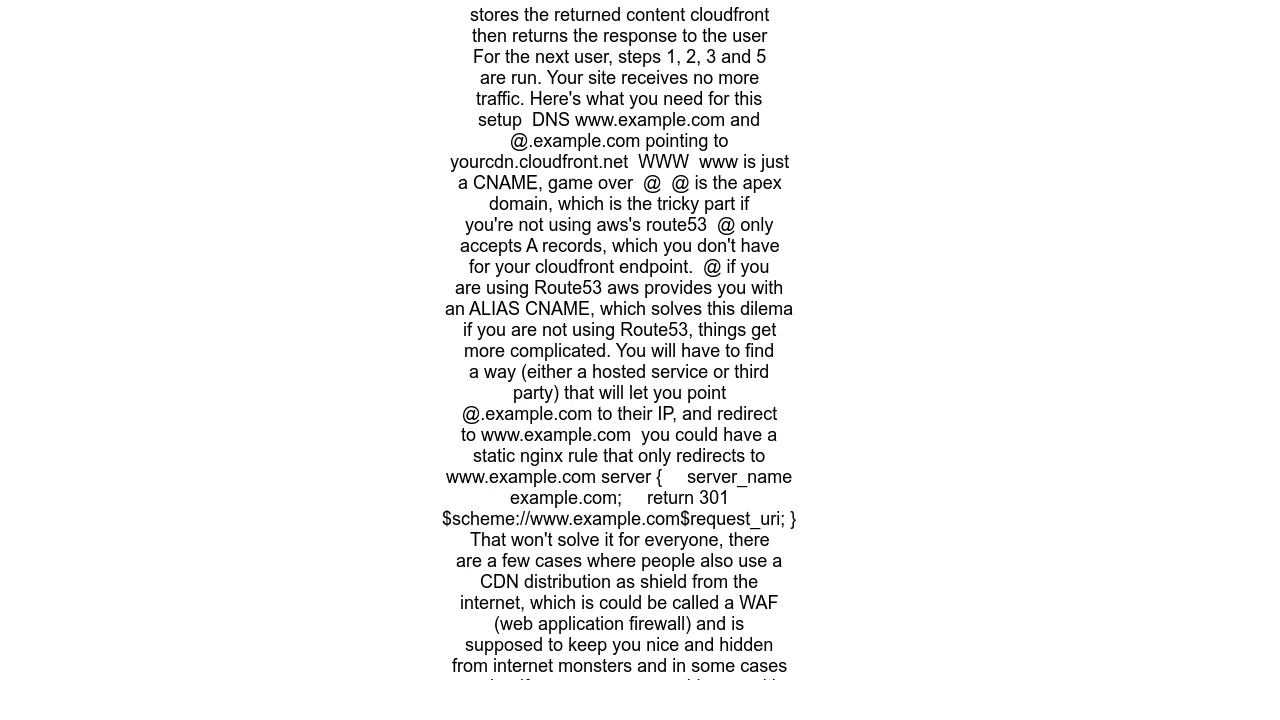 stores the returned content cloudfront
then returns the response to the user
For the next user, steps 1, 2, 3 and 5
are run. Your site receives no more
traffic. Here's what you need for this
setup  DNS www.example.com and
@.example.com pointing to
yourcdn.cloudfront.net  WWW  www is just
a CNAME, game over  @  @ is the apex
domain, which is the tricky part if
you're not using aws's route53  @ only
accepts A records, which you don't have
for your cloudfront endpoint.  @ if you
are using Route53 aws provides you with
an ALIAS CNAME, which solves this dilema
if you are not using Route53, things get
more complicated. You will have to find
a way (either a hosted service or third
party) that will let you point
@.example.com to their IP, and redirect
to www.example.com  you could have a
static nginx rule that only redirects to
www.example.com server {     server_name
example.com;     return 301
$scheme://www.example.com$request_uri; }
That won't solve it for everyone, there
are a few cases where people also use a
CDN distribution as shield from the
internet, which is could be called a WAF
(web application firewall) and is
supposed to keep you nice and hidden
from internet monsters and in some cases